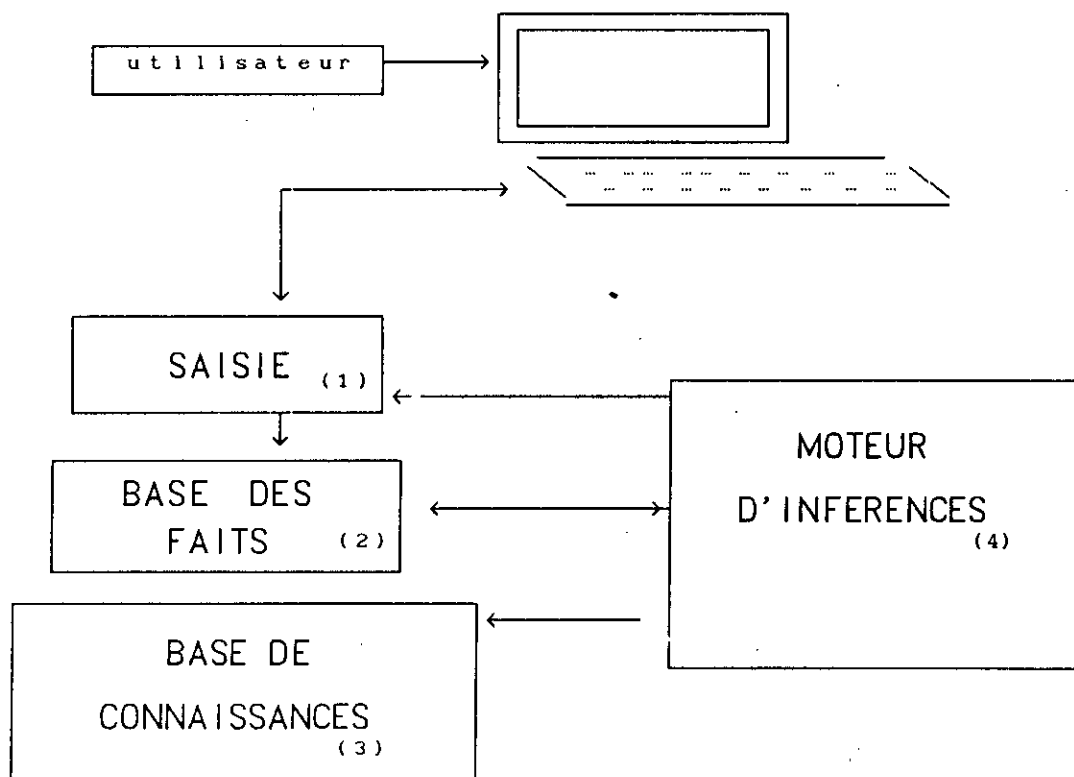 utilisateur
SAISIE (1)
BASE DES
FAITS (2)
MOTEUR
D'INFERENCES
(4)
BASE DE
CONNAISSANCES
(3)